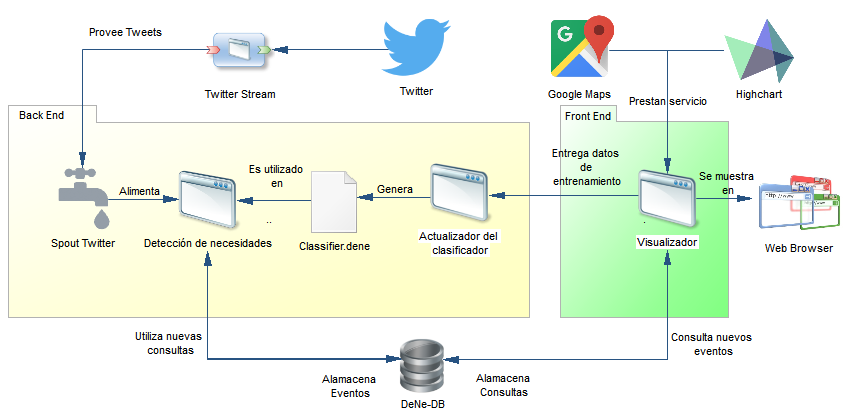 Provee Tweets
Twitter Stream
Twitter
G
Google Maps
Highchart
Prestan servicio
Back End
Front End
Es utilizado
en
Genera
Entrega datos
de
entrenamiento
Se muestra
en
http://www
Alimenta
Spout Twitter
Detección de necesidades
..
Classifier.dene
Actualizador del
clasificador
.
Visualizador
Web Browser
Utiliza nuevas
consultas
Consulta nuevos
eventos
Alamacena
Eventos
Alamacena
Consultas
DeNe-DB